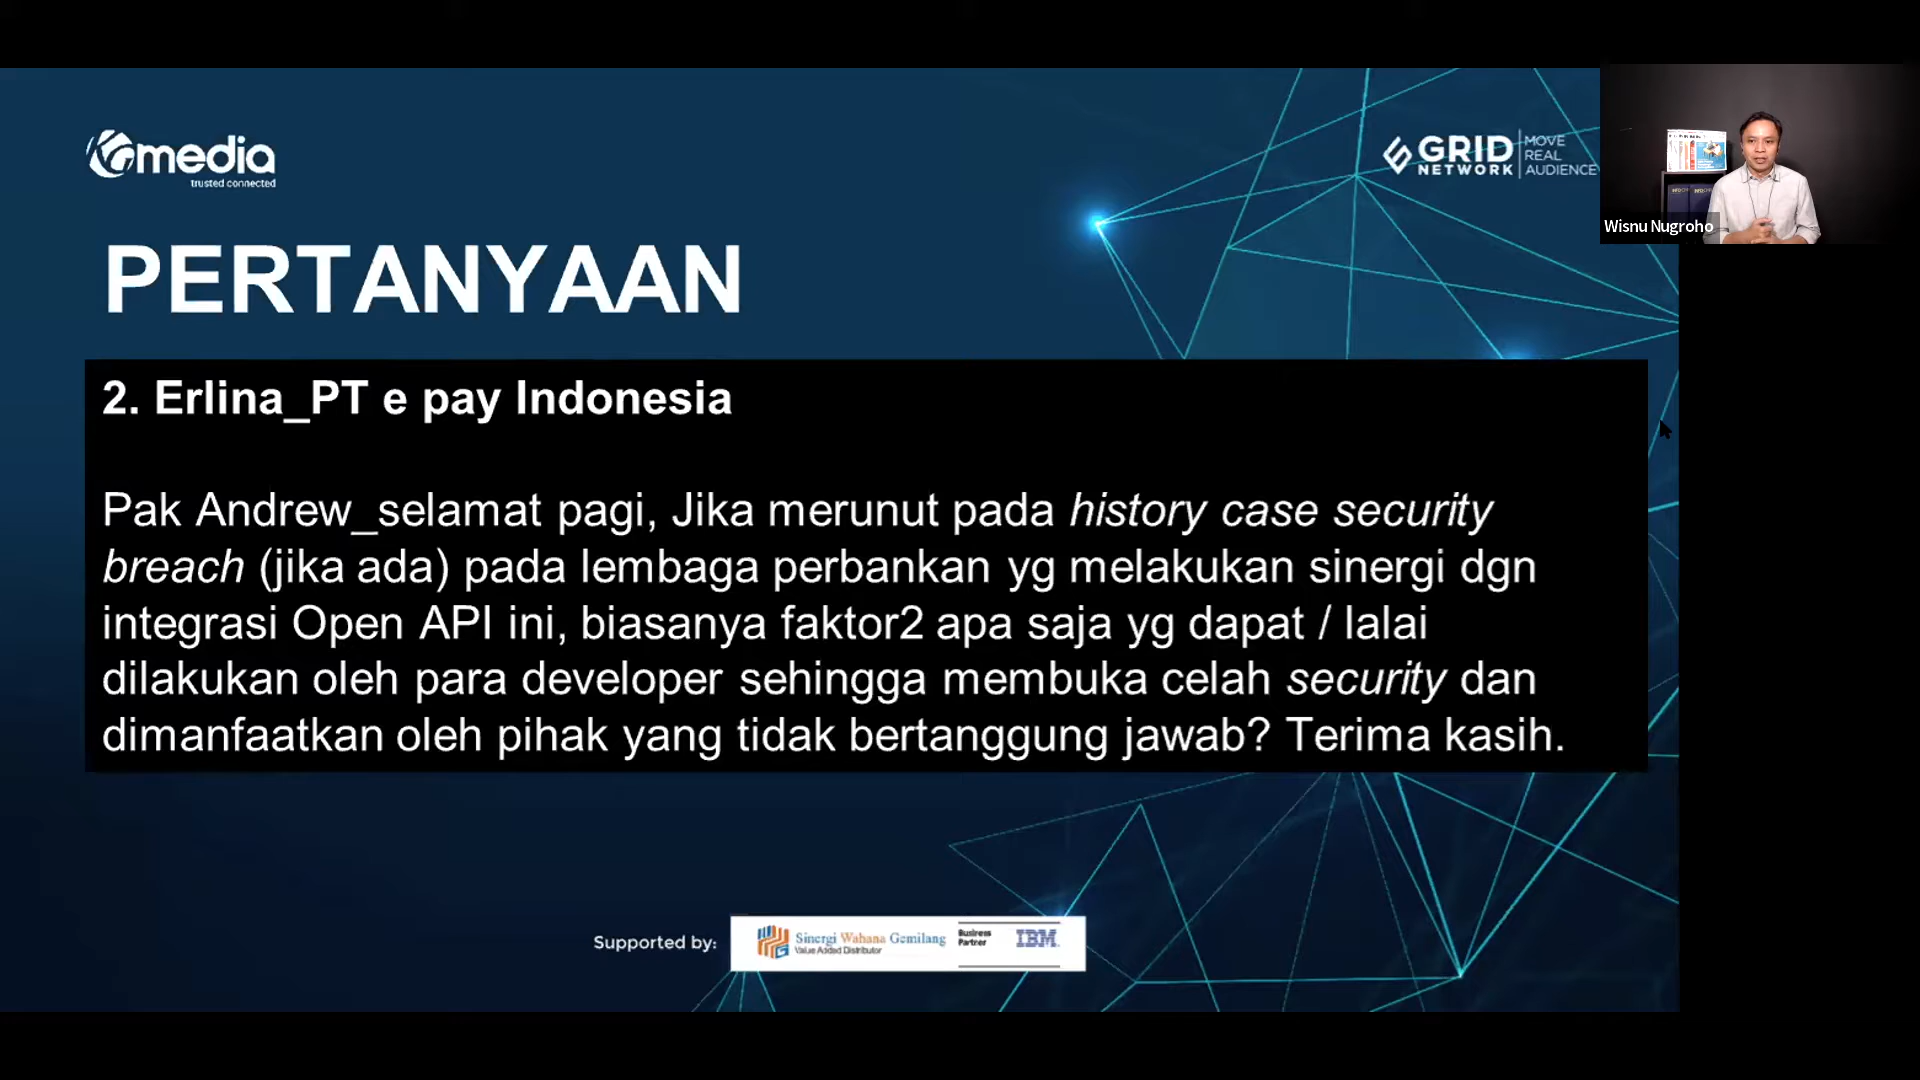 KGmedia
trusted connected
GRID
NETWORK
MOVE
REAL
AUDIENCE
Wisnu Nugroho
PERTANYAAN
2. Erlina_PT e pay Indonesia
Pak Andrew_selamat pagi, Jika merunut pada history case security
breach (jika ada) pada lembaga perbankan yg melakukan sinergi dgn
integrasi Open API ini, biasanya faktor2 apa saja yg dapat / lalai
dilakukan oleh para developer sehingga membuka celah security dan
dimanfaatkan oleh pihak yang tidak bertanggung jawab? Terima kasih.
Supported by:
Sinergi Wahana Gemilang
Value Added Distributor
Business
Partner
IBM